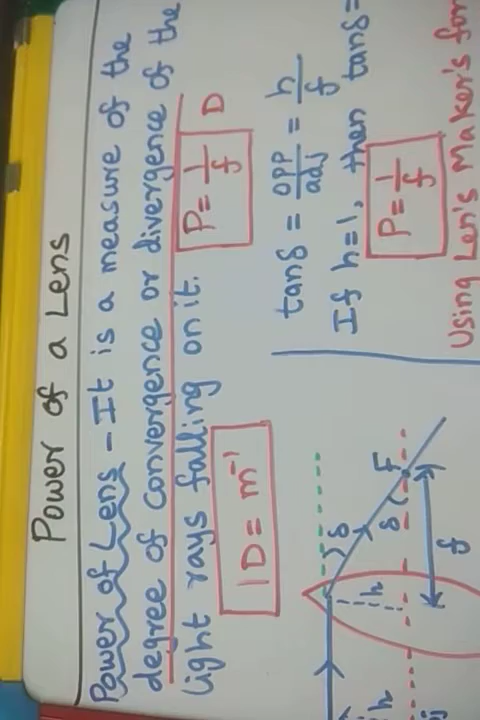 Power of a Lens
Power of Lens - It is a measure of the
degree of convergence or divergence of the
light rays falling on it. P = 1/f D
1D = m⁻¹
tanδ = opp/adj = h/f
If h=1, then tanδ =
P = 1/f
Using Len's Maker's for
δ
h
δ
F
f
h